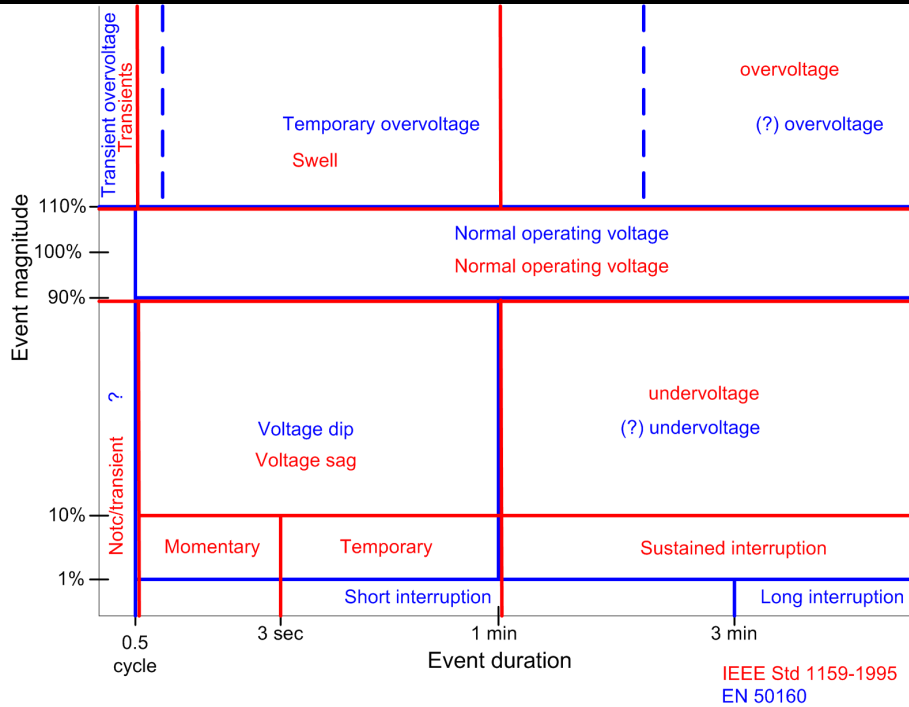 Transient overvoltage
Transients
overvoltage
Temporary overvoltage
(?) overvoltage
Swell
Event magnitude
110%
Normal operating voltage
100%
Normal operating voltage
90%
?
undervoltage
Voltage dip
(?) undervoltage
Voltage sag
Notc/transient
10%
Momentary
Temporary
Sustained interruption
1%
Short interruption
Long interruption
0.5
cycle
3 sec
1 min
3 min
Event duration
IEEE Std 1159-1995
EN 50160